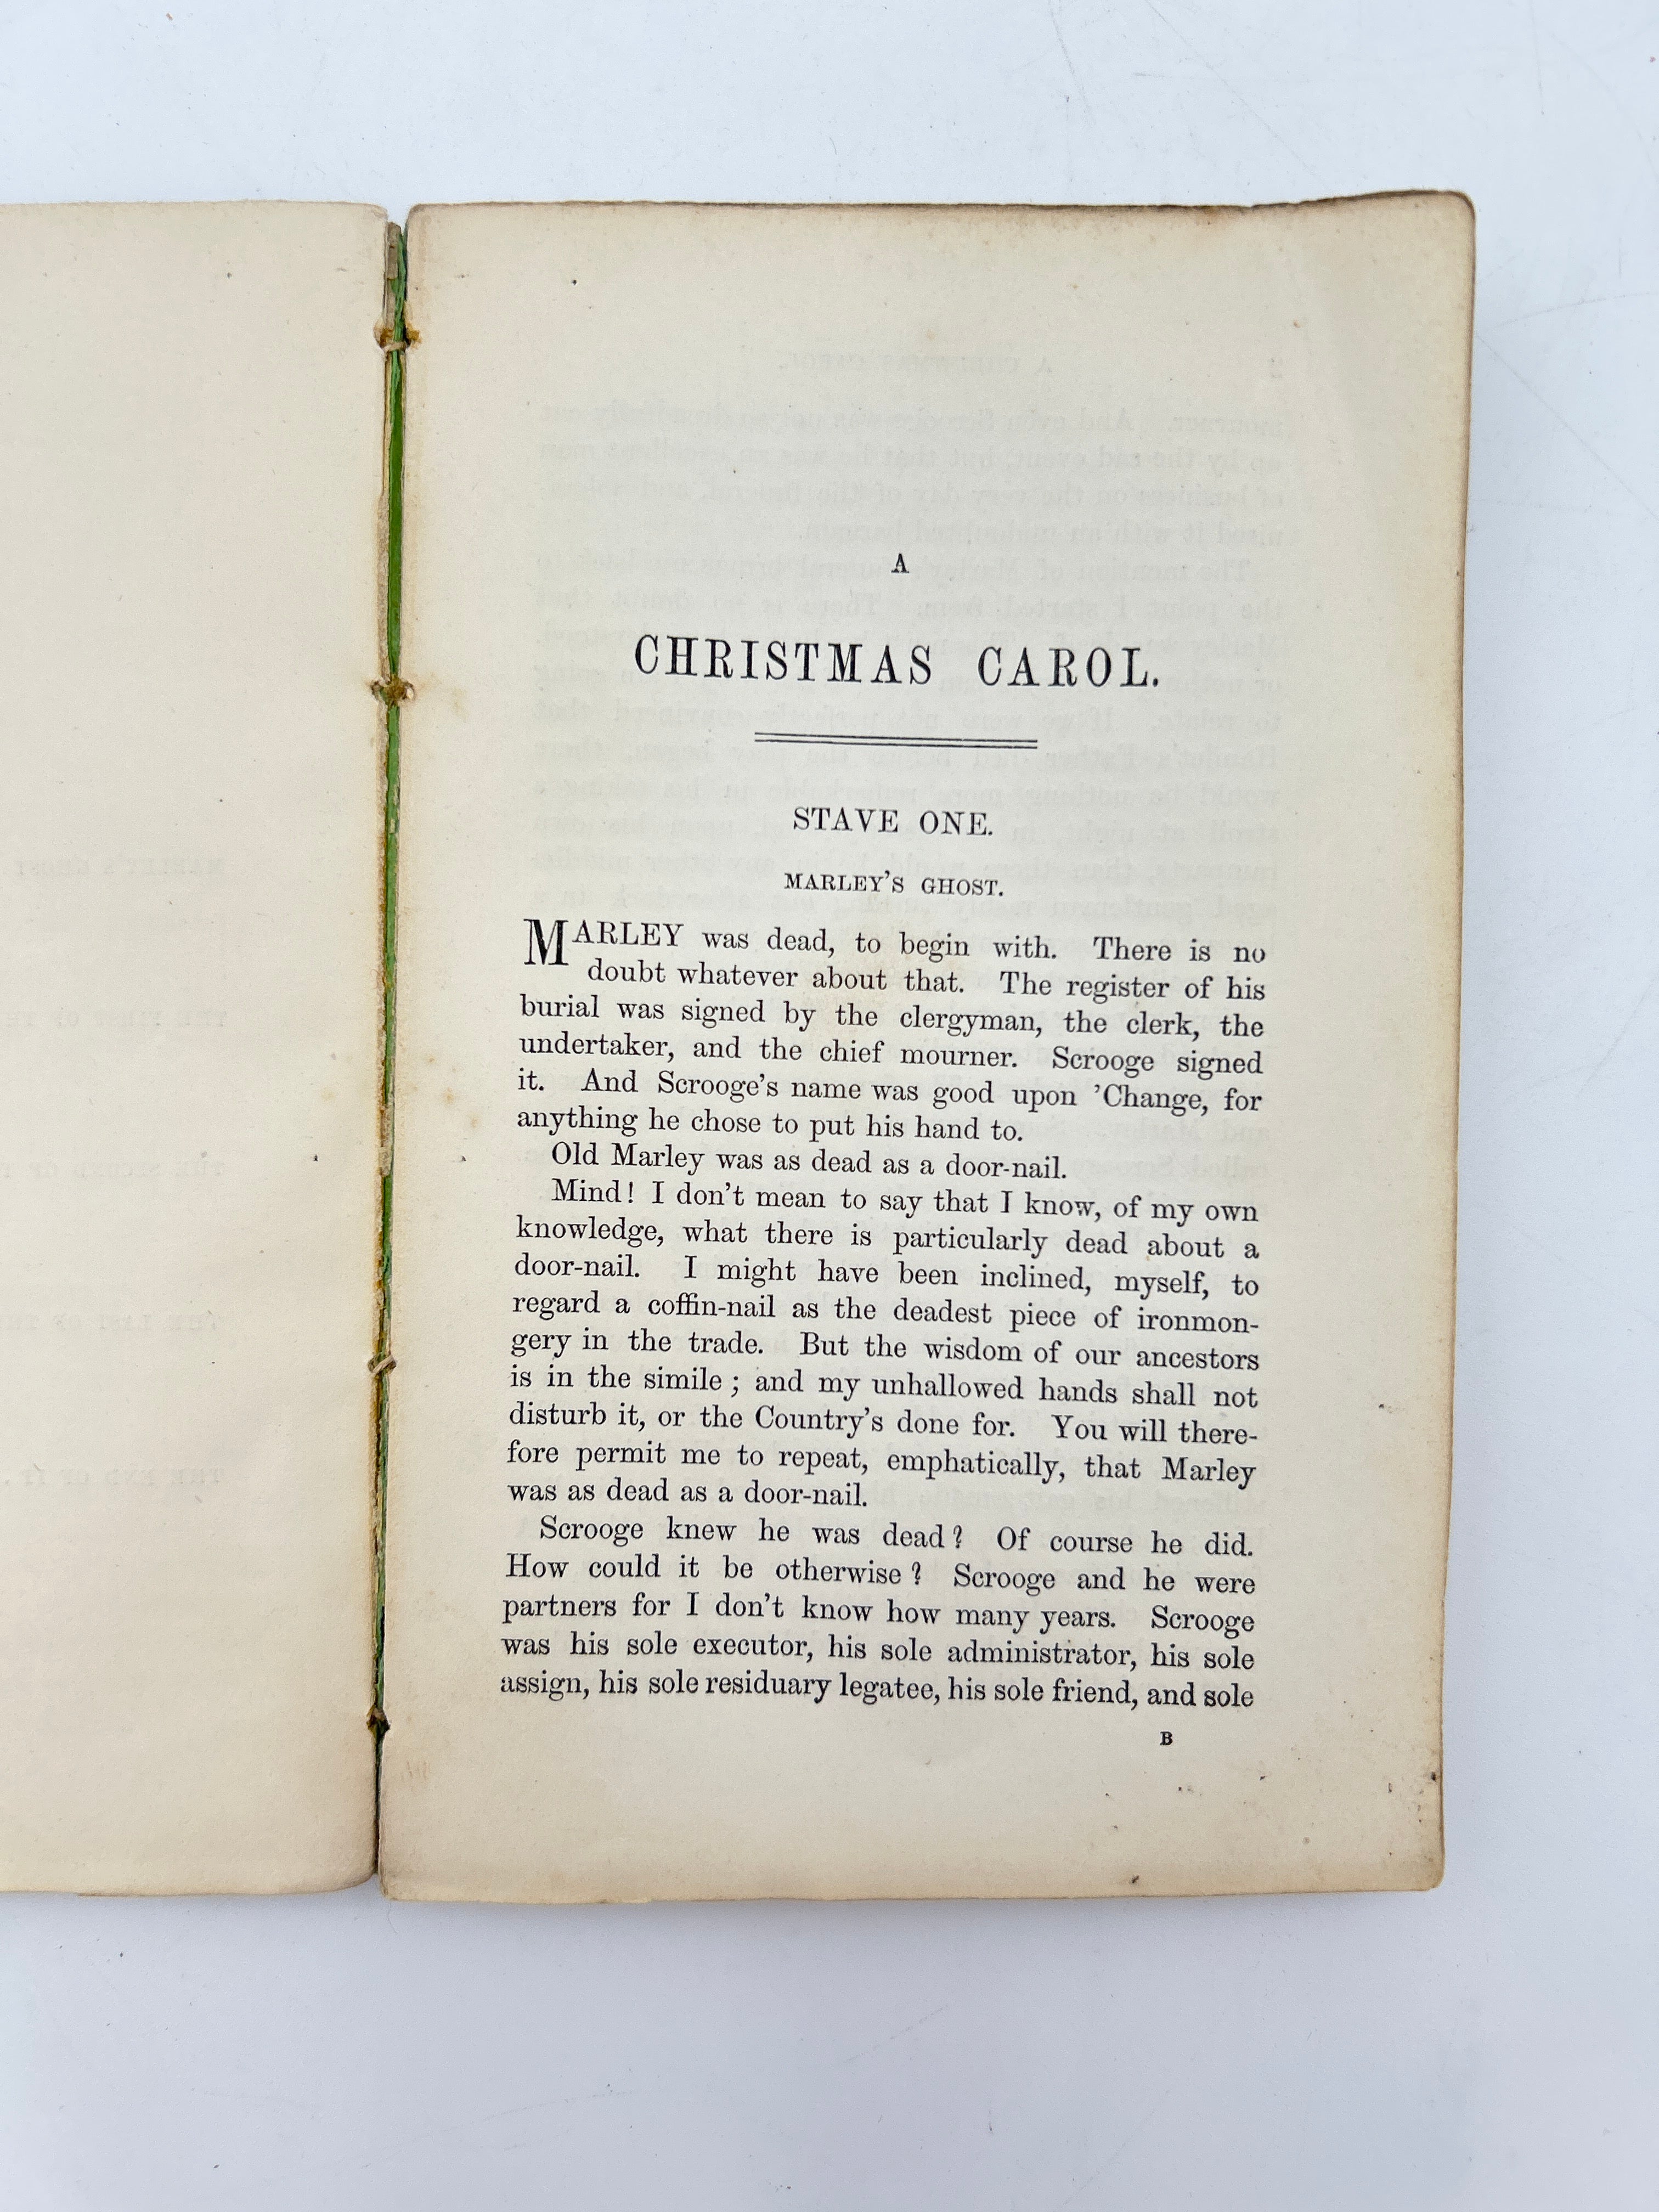 A
CHRISTMAS CAROL.
STAVE ONE.
MARLEY'S GHOST.
MARLEY was dead, to begin with. There is no
doubt whatever about that. The register of his
burial was signed by the clergyman, the clerk, the
undertaker, and the chief mourner. Scrooge signed
it. And Scrooge's name was good upon 'Change, for
anything he chose to put his hand to.
Old Marley was as dead as a door-nail.
Mind! I don't mean to say that I know, of my own
knowledge, what there is particularly dead about a
door-nail. I might have been inclined, myself, to
regard a coffin-nail as the deadest piece of ironmon-
gery in the trade. But the wisdom of our ancestors
is in the simile; and my unhallowed hands shall not
disturb it, or the Country's done for. You will there-
fore permit me to repeat, emphatically, that Marley
was as dead as a door-nail.
Scrooge knew he was dead? Of course he did.
How could it be otherwise? Scrooge and he were
partners for I don't know how many years. Scrooge
was his sole executor, his sole administrator, his sole
assign, his sole residuary legatee, his sole friend, and sole
B